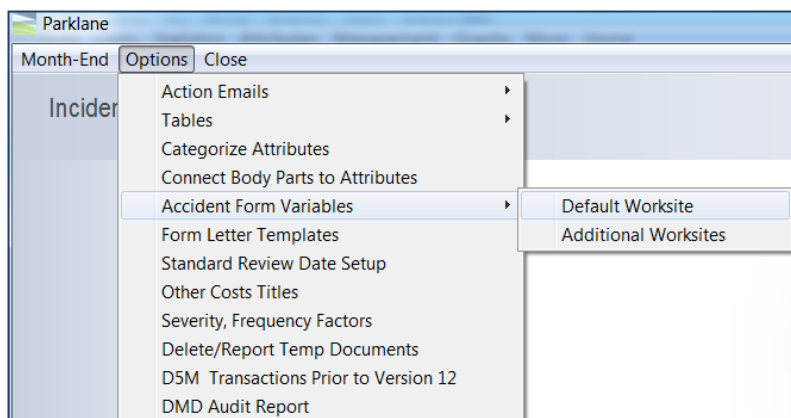 Parklane
Month-End Options Close
Inciden
Action Emails
Tables
Categorize Attributes
Connect Body Parts to Attributes
Accident Form Variables
Default Worksite
Form Letter Templates
Additional Worksites
Standard Review Date Setup
Other Costs Titles
Severity, Frequency Factors
Delete/Report Temp Documents
D5M Transactions Prior to Version 12
DMD Audit Report